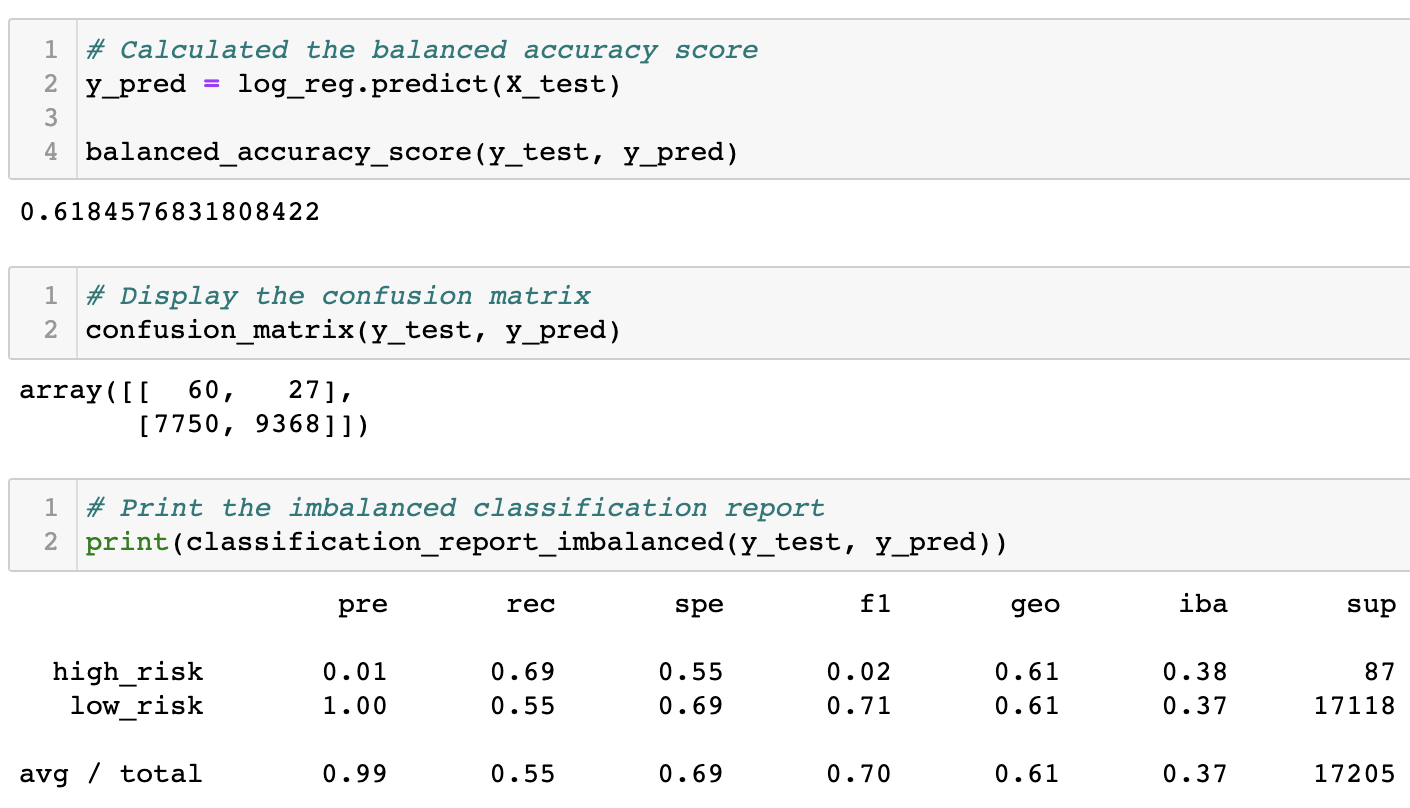 1 # Calculated the balanced accuracy score
2 y_pred = log_reg.predict(X_test)
3
4 balanced_accuracy_score(y_test, y_pred)
0.6184576831808422
1 # Display the confusion matrix
2 confusion_matrix(y_test, y_pred)
array([[  60,   27],
       [7750, 9368]])
1 # Print the imbalanced classification report
2 print(classification_report_imbalanced(y_test, y_pred))
pre rec spe f1 geo iba sup
high_risk 0.01 0.69 0.55 0.02 0.61 0.38 87
low_risk 1.00 0.55 0.69 0.71 0.61 0.37 17118
avg / total 0.99 0.55 0.69 0.70 0.61 0.37 17205